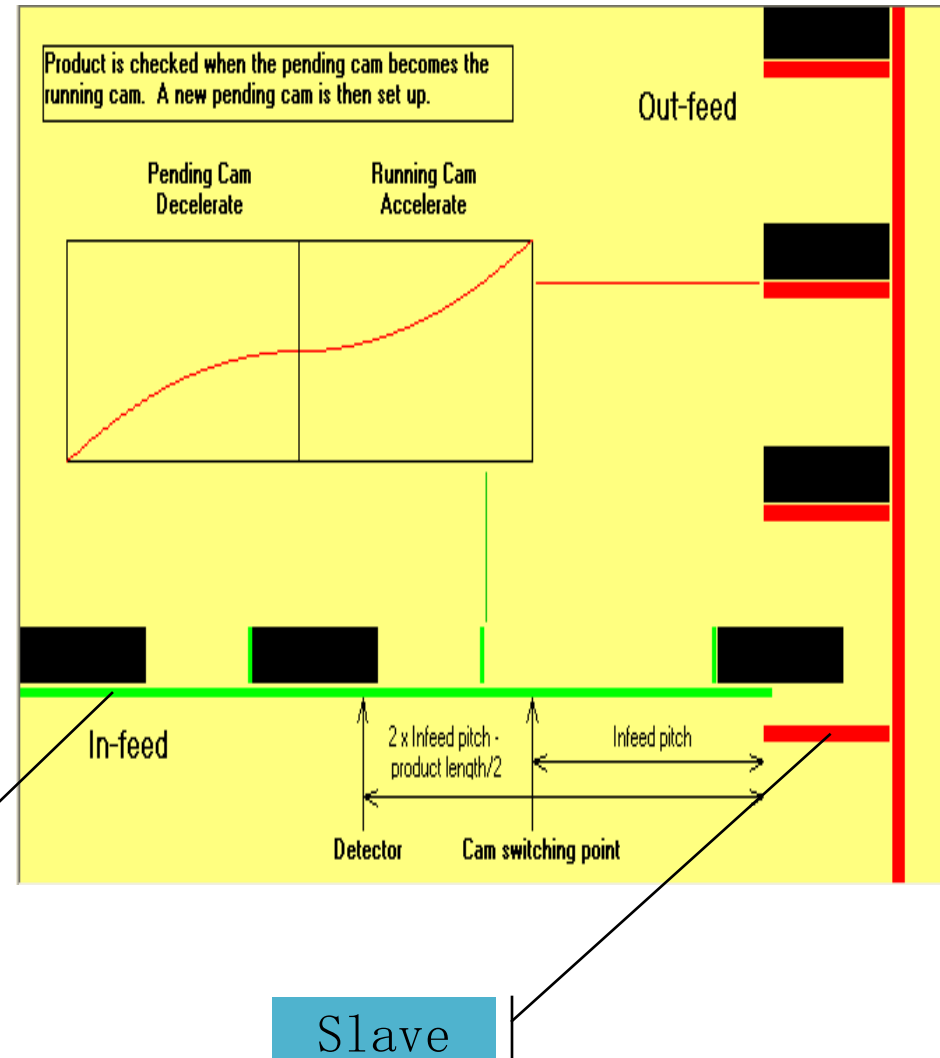 Product is checked when the pending cam becomes the
running cam. A new pending cam is then set up.
Out-feed
Pending Cam
Decelerate
Running Cam
Accelerate
In-feed
2 x Infeed pitch -
product length/2
Infeed pitch
Detector
Cam switching point
Slave